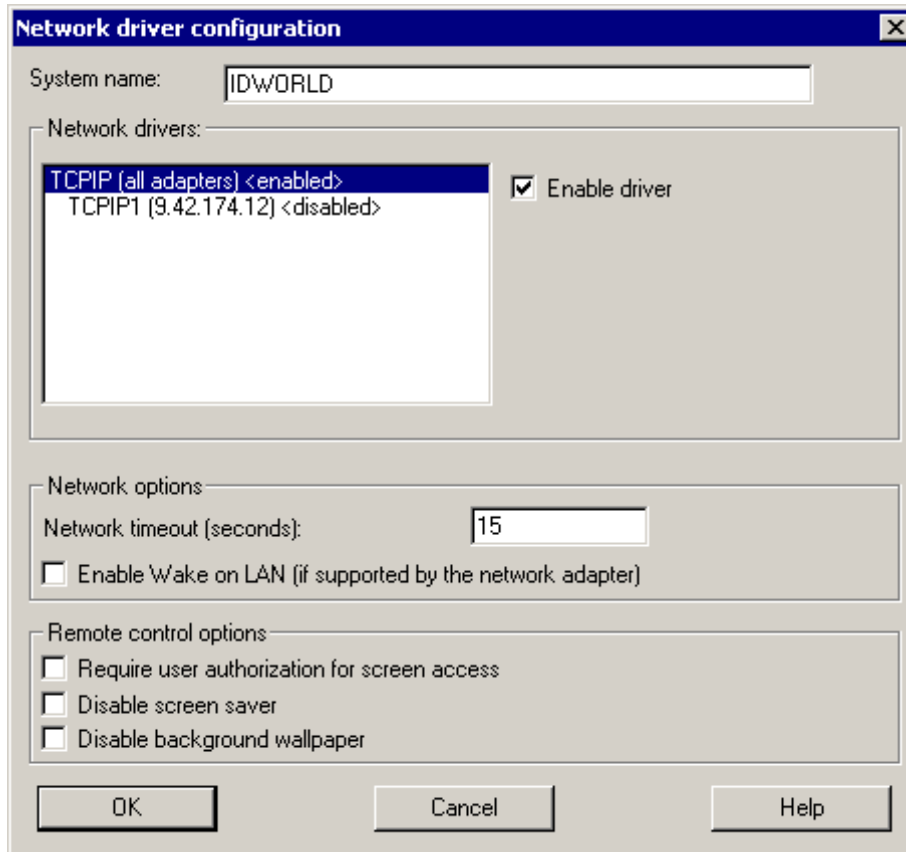 Network driver configuration
System name: IDWORLD
Network drivers:
TCPIP (all adapters) <enabled>
Enable driver
TCPIP1 (9.42.174.12) <disabled>
Network options
Network timeout (seconds): 15
Enable Wake on LAN (if supported by the network adapter)
Remote control options
Require user authorization for screen access
Disable screen saver
Disable background wallpaper
OK Cancel Help